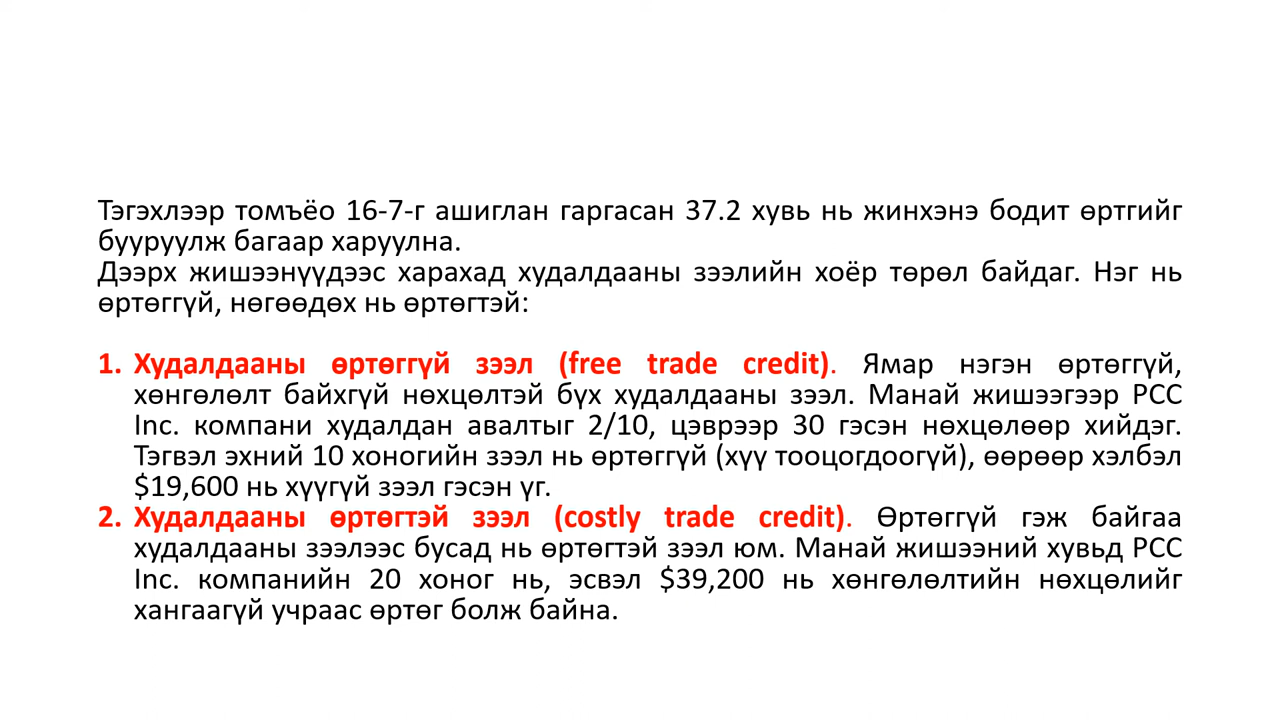 Тэгэхлээр томъёо 16-7-г ашиглан гаргасан 37.2 хувь нь жинхэнэ бодит өртгийг
бууруулж багаар харуулна.
Дээрх жишээнүүдээс харахад худалдааны зээлийн хоёр төрөл байдаг. Нэг нь
өртөггүй, нөгөөдөх нь өртөгтэй:
1. Худалдааны өртөггүй зээл (free trade credit). Ямар нэгэн өртөггүй,
хөнгөлөлт байхгүй нөхцөлтэй бүх худалдааны зээл. Манай жишээгээр PCC
Inc. компани худалдан авалтыг 2/10, цэврээр 30 гэсэн нөхцөлөөр хийдэг.
Тэгвэл эхний 10 хоногийн зээл нь өртөггүй (хүү тооцогдоогүй), өөрөөр хэлбэл
$19,600 нь хүүгүй зээл гэсэн үг.
2. Худалдааны өртөгтэй зээл (costly trade credit). Өртөггүй гэж байгаа
худалдааны зээлээс бусад нь өртөгтэй зээл юм. Манай жишээний хувьд PCC
Inc. компанийн 20 хоног нь, эсвэл $39,200 нь хөнгөлөлтийн нөхцөлийг
хангаагүй учраас өртөг болж байна.